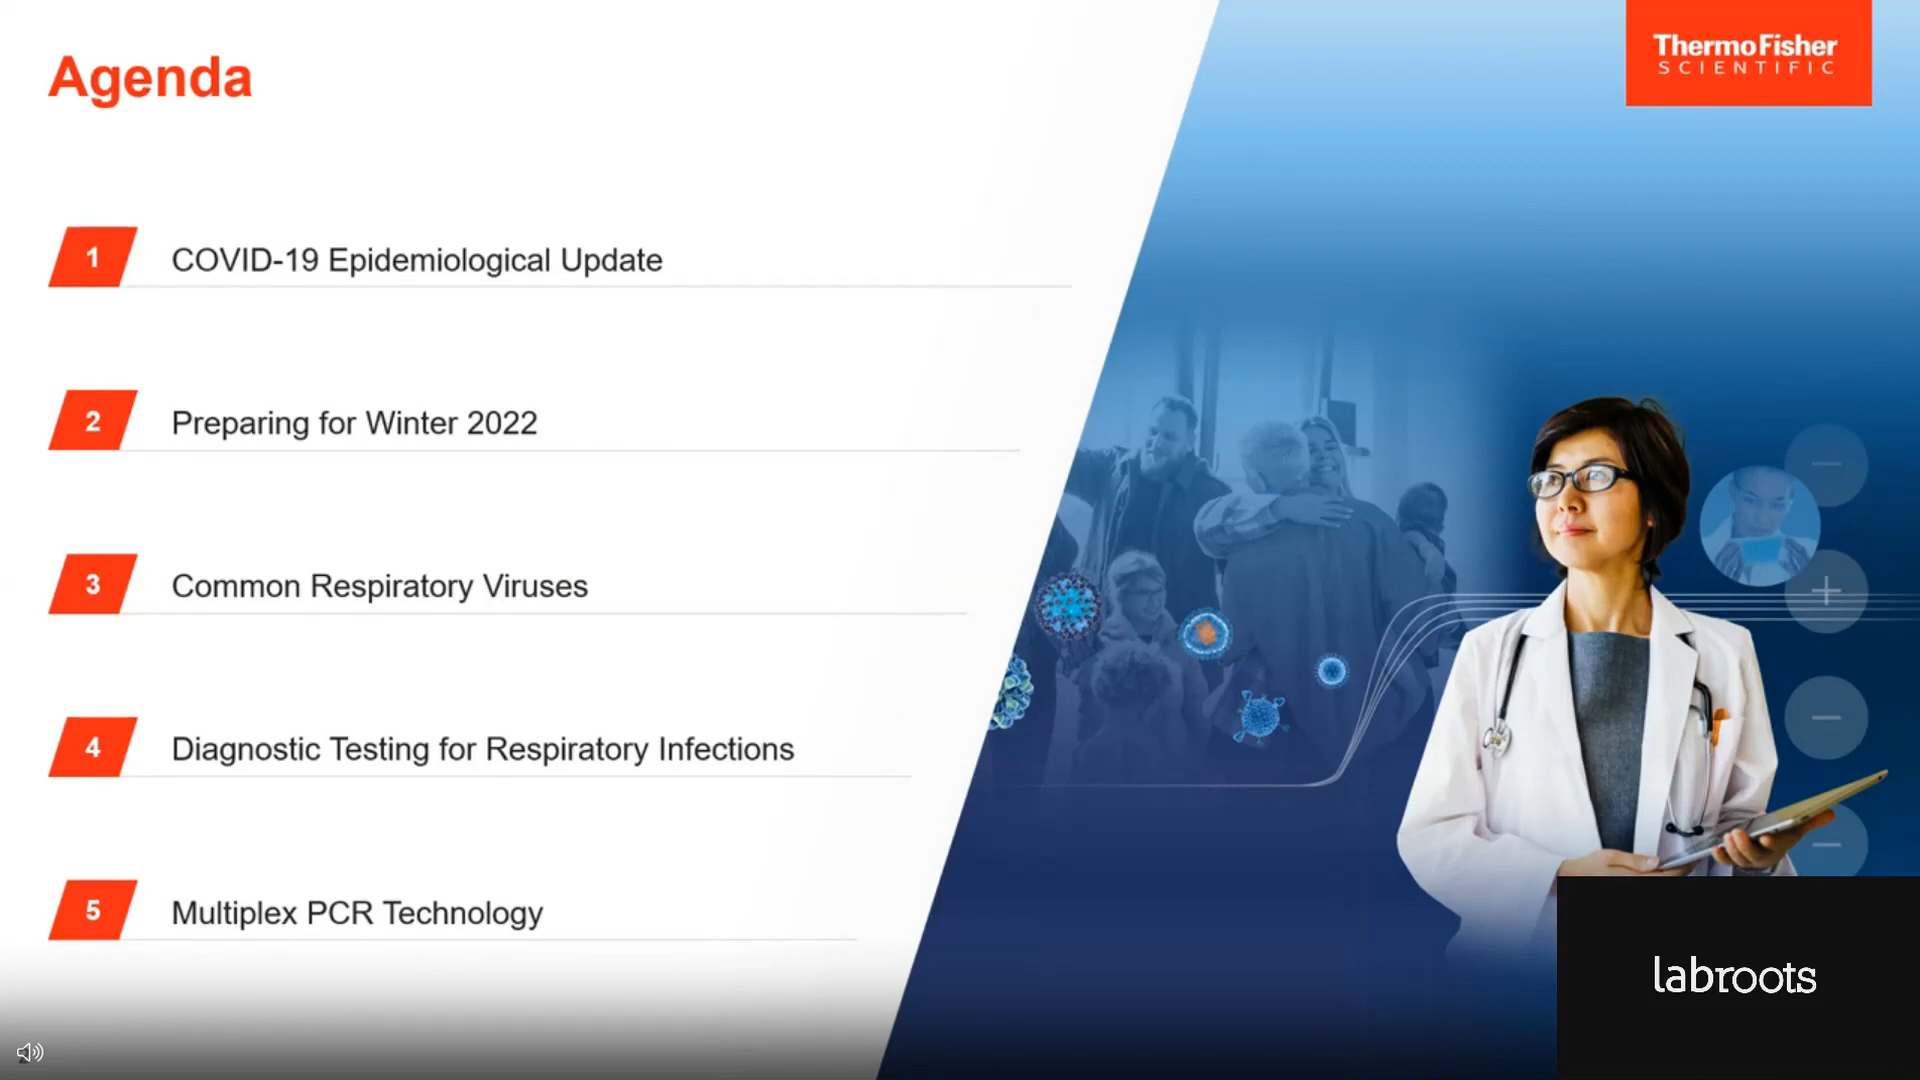 Agenda
ThermoFisher
SCIENTIFIC
1 COVID-19 Epidemiological Update
2 Preparing for Winter 2022
3 Common Respiratory Viruses
4 Diagnostic Testing for Respiratory Infections
5 Multiplex PCR Technology
labroots